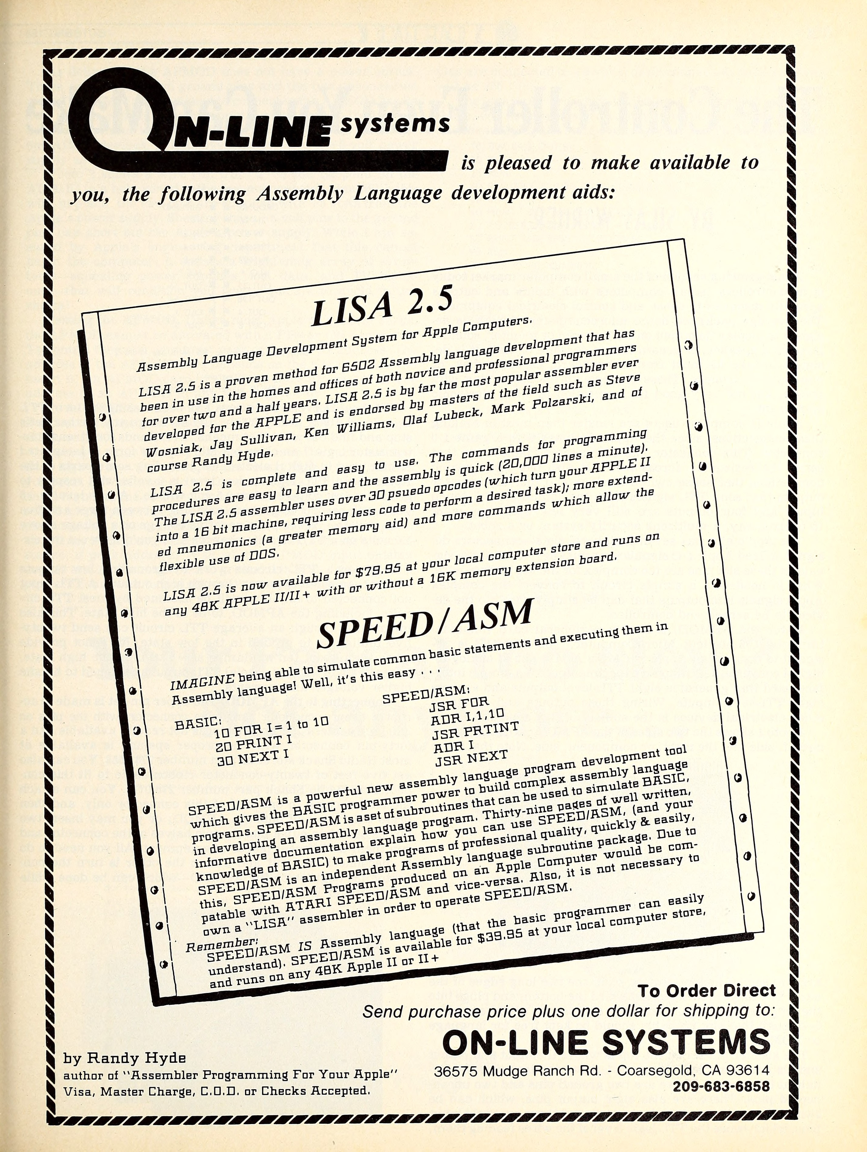 ON-LINE systems
is pleased to make available to
you, the following Assembly Language development aids:
LISA 2.5
Assembly Language Development System for Apple Computers.
LISA 2.5 is a proven method for 6502 Assembly language development that has
been in use in the homes and offices of both novice and professional programmers
for over two and a half years. LISA 2.5 is by far the most popular assembler ever
developed for the APPLE and is endorsed by masters of the field such as Steve
Wosniak, Jay Sullivan, Ken Williams, Olaf Lubeck, Mark Polzarski, and of
course Randy Hyde.
LISA 2.5 is complete and easy to use. The commands for programming
procedures are easy to learn and the assembly is quick (20,000 lines a minute).
The LISA 2.5 assembler uses over 30 psuedo opcodes (which turn your APPLE II
into a 16 bit machine, requiring less code to perform a desired task); more extend-
ed mneumonics (a greater memory aid) and more commands which allow the
flexible use of DOS.
LISA 2.5 is now available for $79.95 at your local computer store and runs on
any 48K APPLE II/II+ with or without a 16K memory extension board.
SPEED/ASM
IMAGINE being able to simulate common basic statements and executing them in
Assembly language! Well, it's this easy . . .
BASIC:
10 FOR I=1 to 10
20 PRINT I
30 NEXT I
SPEED/ASM:
JSR FOR
ADR I,1,10
JSR PRTINT
ADR I
JSR NEXT
SPEED/ASM is a powerful new assembly language program development tool
which gives the BASIC programmer power to build complex assembly language
programs. SPEED/ASM is a set of subroutines that can be used to simulate BASIC,
in developing an assembly language program. Thirty-nine pages of well written,
informative documentation explain how you can use SPEED/ASM, (and your
knowledge of BASIC) to make programs of professional quality, quickly & easily,
SPEED/ASM is an independent Assembly language subroutine package. Due to
this, SPEED/ASM Programs produced on an Apple Computer would be com-
patable with ATARI SPEED/ASM and vice-versa. Also, it is not necessary to
own a "LISA" assembler in order to operate SPEED/ASM.
Remember:
SPEED/ASM IS Assembly language (that the basic programmer can easily
understand). SPEED/ASM is available for $39.95 at your local computer store,
and runs on any 48K Apple II or II+
To Order Direct
Send purchase price plus one dollar for shipping to:
ON-LINE SYSTEMS
36575 Mudge Ranch Rd. - Coarsegold, CA 93614
209-683-6858
by Randy Hyde
author of "Assembler Programming For Your Apple"
Visa, Master Charge, C.O.D. or Checks Accepted.